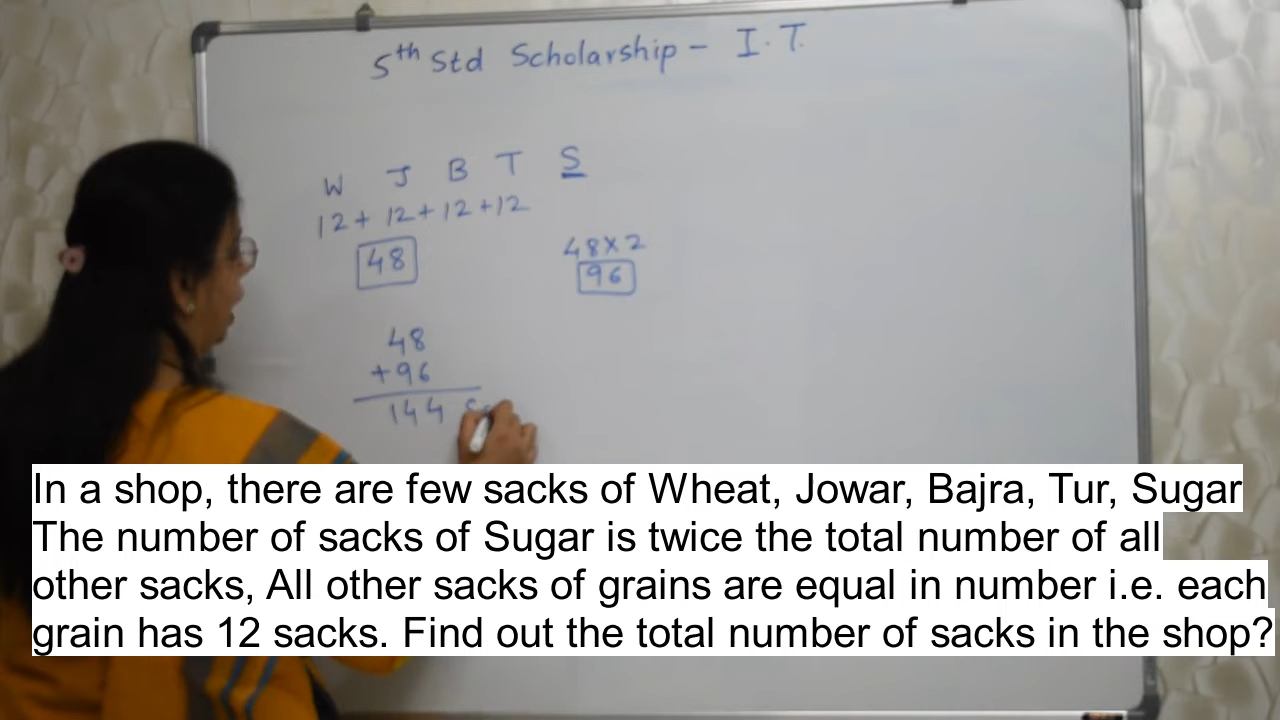 5th Std Scholarship - I.T.
W J B T S
12 + 12 + 12 + 12
48
48 x 2
96
48
+ 96
144
In a shop, there are few sacks of Wheat, Jowar, Bajra, Tur, Sugar
The number of sacks of Sugar is twice the total number of all
other sacks, All other sacks of grains are equal in number i.e. each
grain has 12 sacks. Find out the total number of sacks in the shop?